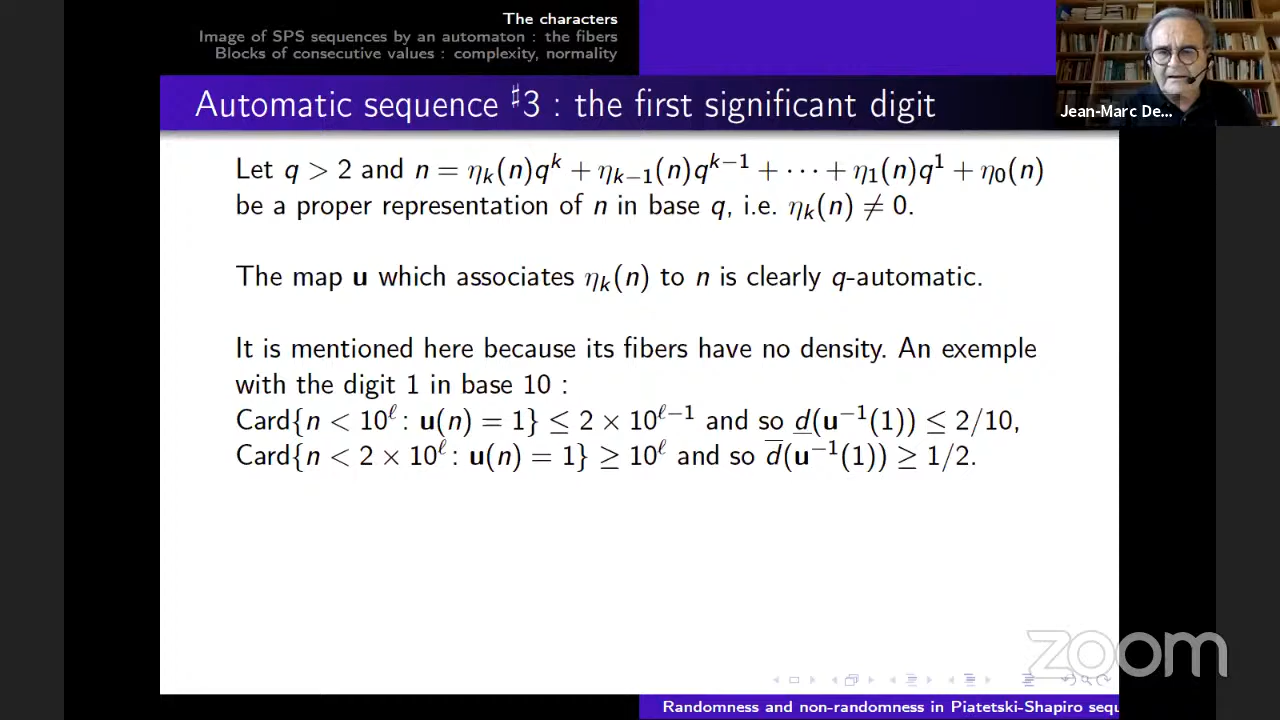 The characters
Image of SPS sequences by an automaton : the fibers
Blocks of consecutive values : complexity, normality
Automatic sequence ♯3 : the first significant digit
Jean-Marc De...
Let q > 2 and n = η_k(n)q^k + η_{k−1}(n)q^{k−1} + ··· + η_1(n)q^1 + η_0(n)
be a proper representation of n in base q, i.e. η_k(n) ≠ 0.
The map u which associates η_k(n) to n is clearly q-automatic.
It is mentioned here because its fibers have no density. An exemple
with the digit 1 in base 10 :
Card{n < 10^ℓ : u(n) = 1} ≤ 2 × 10^{ℓ−1} and so d̲(u^{−1}(1)) ≤ 2/10,
Card{n < 2 × 10^ℓ : u(n) = 1} ≥ 10^ℓ and so d̅(u^{−1}(1)) ≥ 1/2.
zoom
Randomness and non-randomness in Piatetski-Shapiro sequ